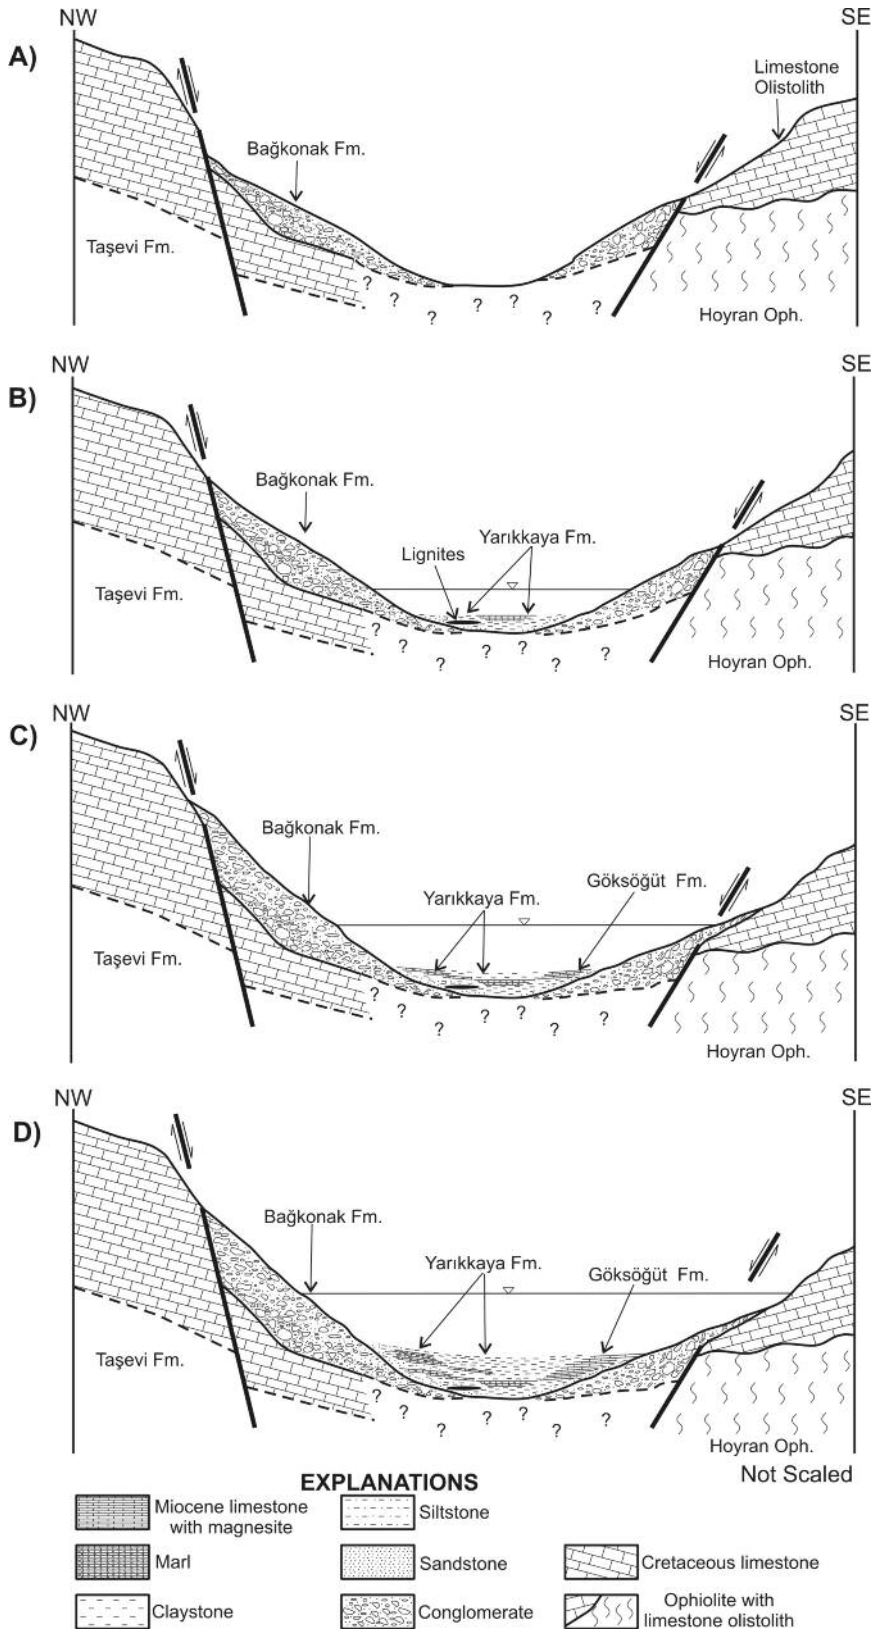 NW
SE
A)
Limestone
Olistolith
Bağkonak Fm.
Taşevi Fm.
? ? ? ? ? ? ? ?
Hoyran Oph.
NW
SE
B)
Bağkonak Fm.
Lignites
Yarıkkaya Fm.
Taşevi Fm.
? ? ? ? ? ? ? ?
Hoyran Oph.
NW
SE
C)
Bağkonak Fm.
Yarıkkaya Fm.
Göksöğüt Fm.
Taşevi Fm.
? ? ? ? ? ? ? ?
Hoyran Oph.
NW
SE
D)
Bağkonak Fm.
Yarıkkaya Fm.
Göksöğüt Fm.
Taşevi Fm.
? ? ? ? ? ? ? ?
Hoyran Oph.
Not Scaled
EXPLANATIONS
Miocene limestone
with magnesite
Siltstone
Marl
Sandstone
Cretaceous limestone
Claystone
Conglomerate
Ophiolite with
limestone olistolith